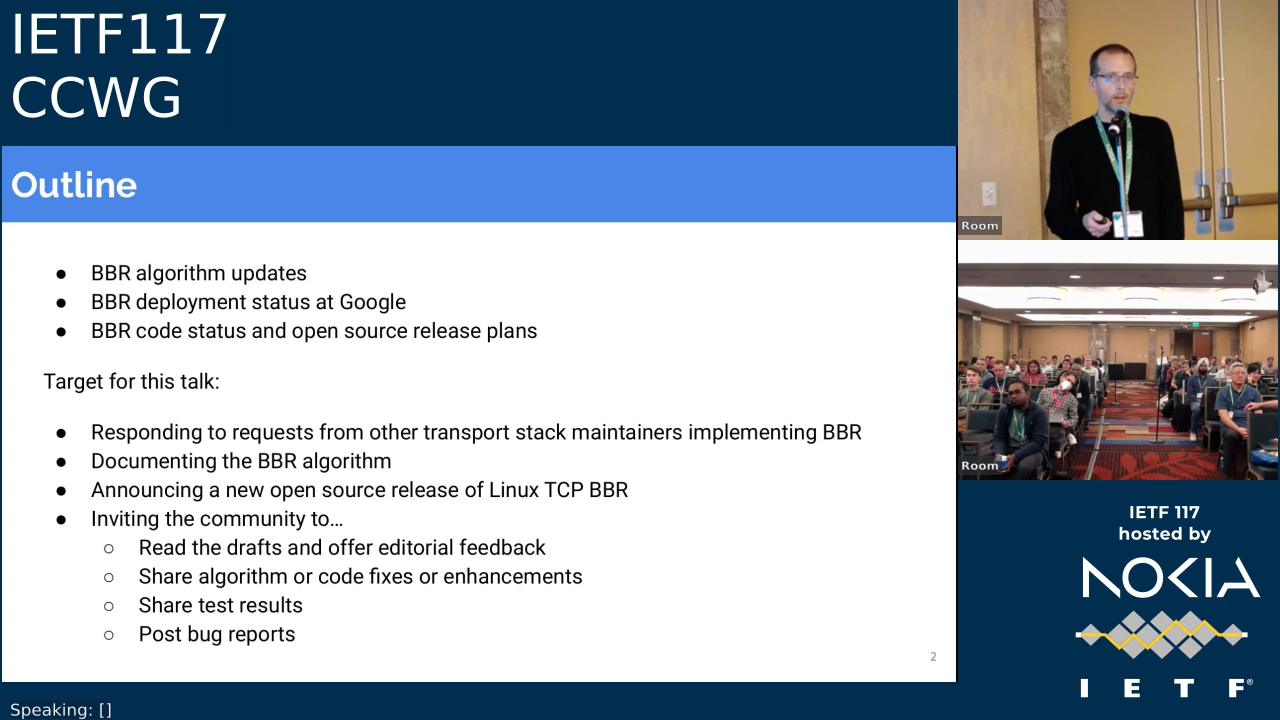 IETF117
CCWG
Outline
● BBR algorithm updates
● BBR deployment status at Google
● BBR code status and open source release plans
Target for this talk:
● Responding to requests from other transport stack maintainers implementing BBR
● Documenting the BBR algorithm
● Announcing a new open source release of Linux TCP BBR
● Inviting the community to…
○ Read the drafts and offer editorial feedback
○ Share algorithm or code fixes or enhancements
○ Share test results
○ Post bug reports
2
Speaking: []
Room
Room
IETF 117
hosted by
NOKIA
I E T F®